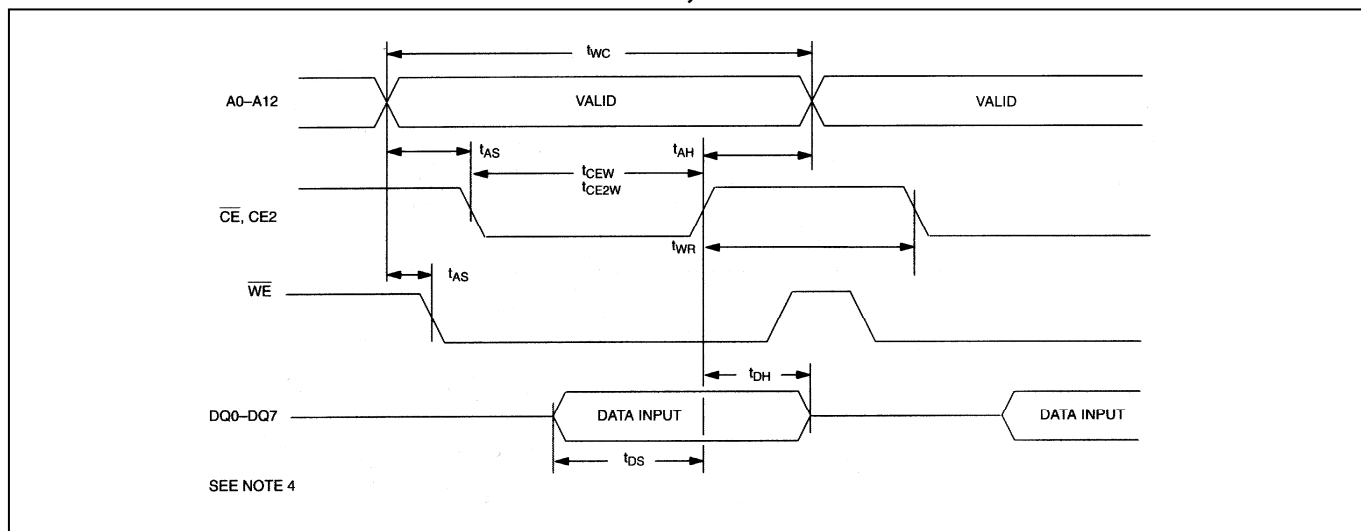 tWC
A0–A12 VALID VALID
tAS tAH
tCEW
tCE2W
CE, CE2
tWR
tAS
WE
tDH
DQ0–DQ7 DATA INPUT DATA INPUT
tDS
SEE NOTE 4